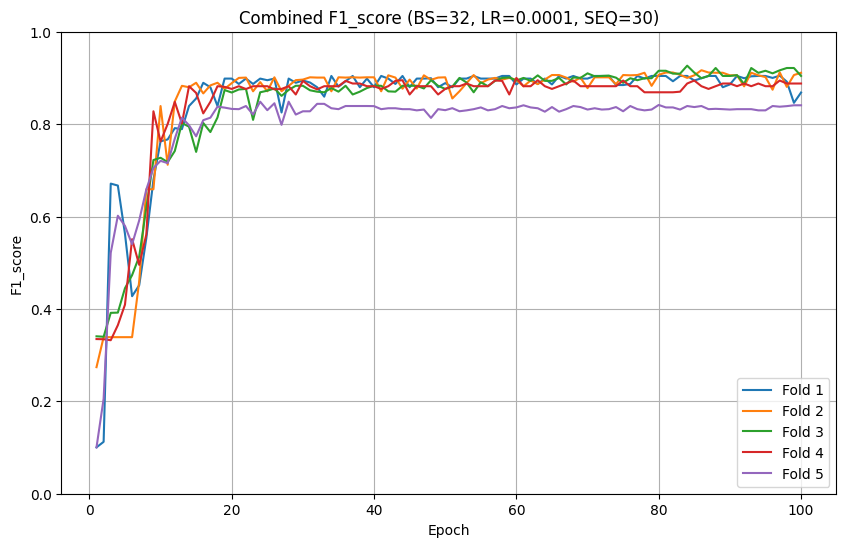 Combined F1_score (BS=32, LR=0.0001, SEQ=30)
1.0
0.8
0.6
0.4
0.2
0.0
F1_score
0 20 40 60 80 100
Epoch
Fold 1
Fold 2
Fold 3
Fold 4
Fold 5